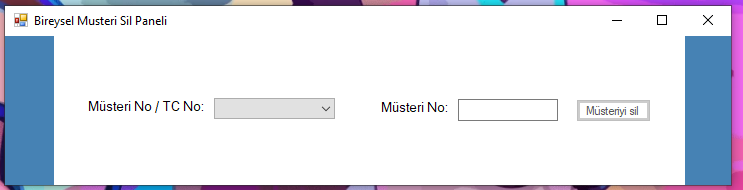 Bireysel Musteri Sil Paneli
Müsteri No / TC No: Müsteri No: Müsteriyi sil